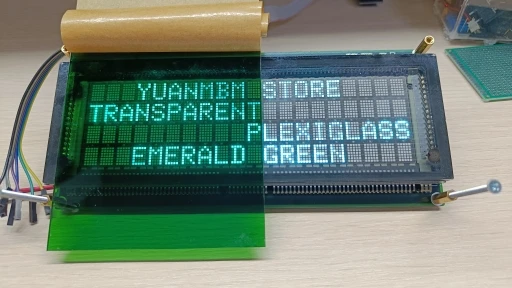 YUANMBM STORE
TRANSPARENT
PLEXIGLASS
EMERALD GREEN